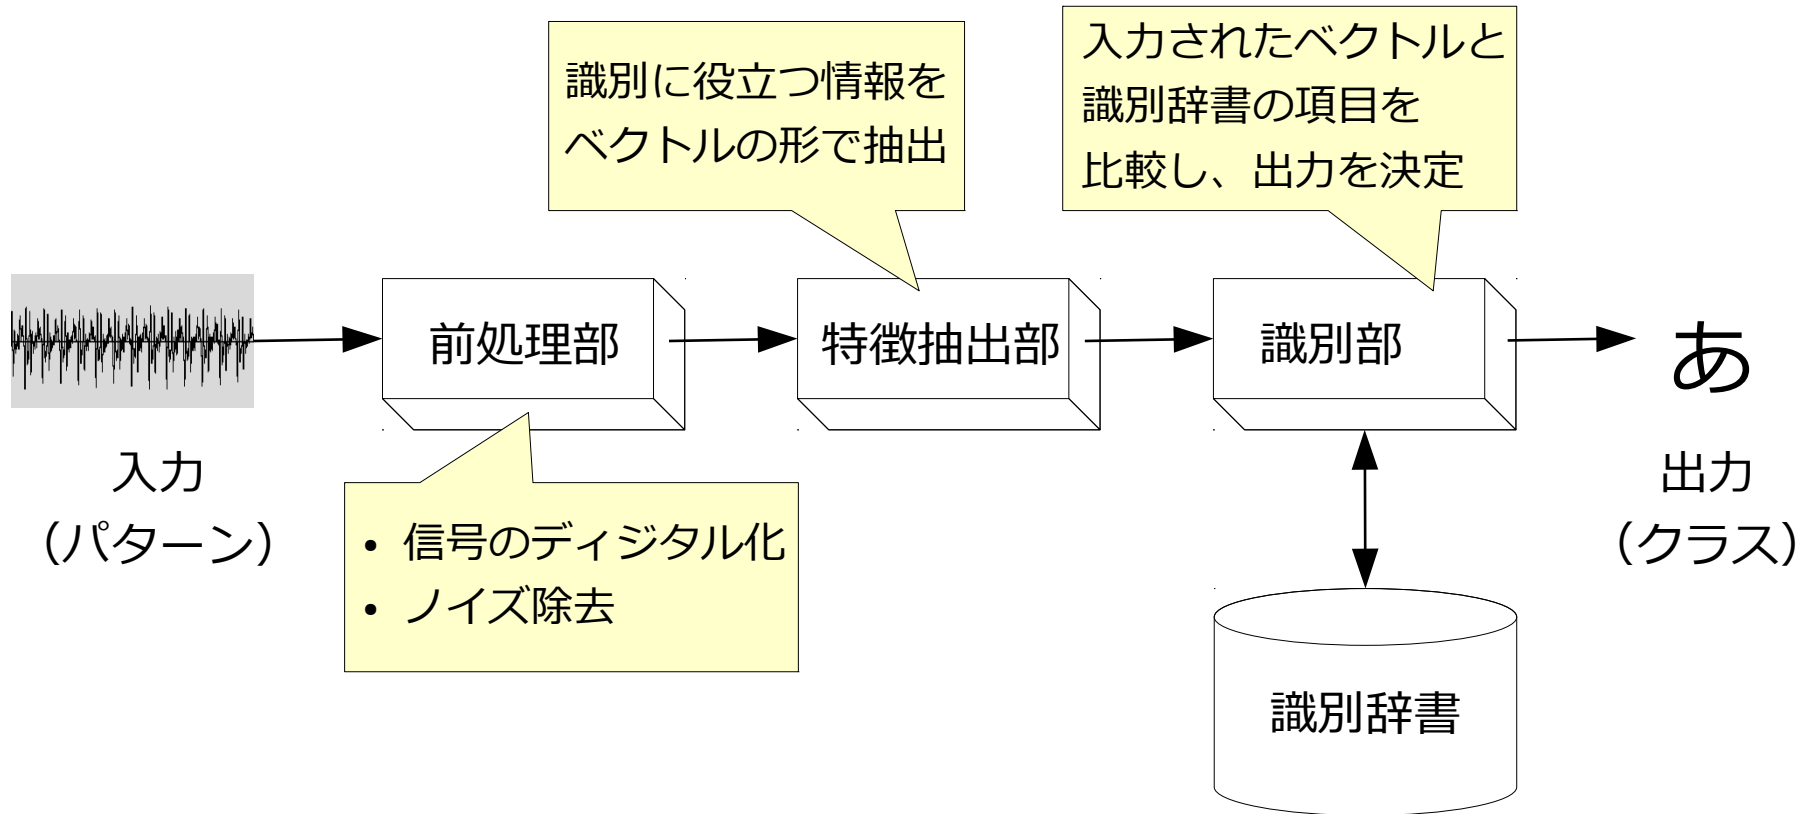 識別に役立つ情報を
ベクトルの形で抽出
入力されたベクトルと
識別辞書の項目を
比較し、出力を決定
前処理部
特徴抽出部
識別部
あ
入力
（パターン）
出力
（クラス）
• 信号のディジタル化
• ノイズ除去
識別辞書